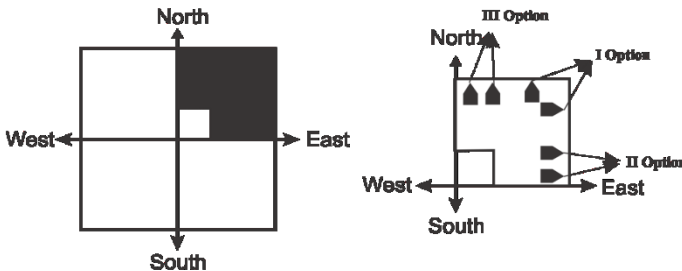 North
West
East
South
III Option
North
I Option
II Option
West
East
South